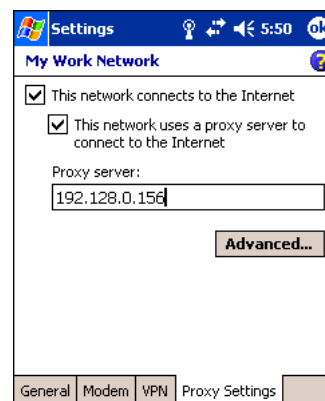 Settings 5:50 ok
My Work Network ?
This network connects to the Internet
This network uses a proxy server to
connect to the Internet
Proxy server:
192.128.0.156
Advanced...
General Modem VPN Proxy Settings